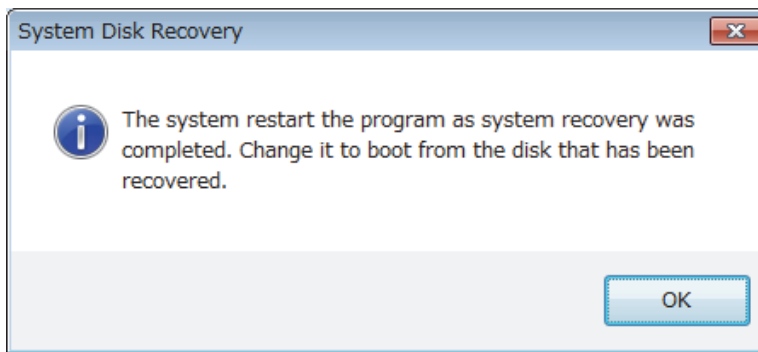 System Disk Recovery
The system restart the program as system recovery was
completed. Change it to boot from the disk that has been
recovered.
OK